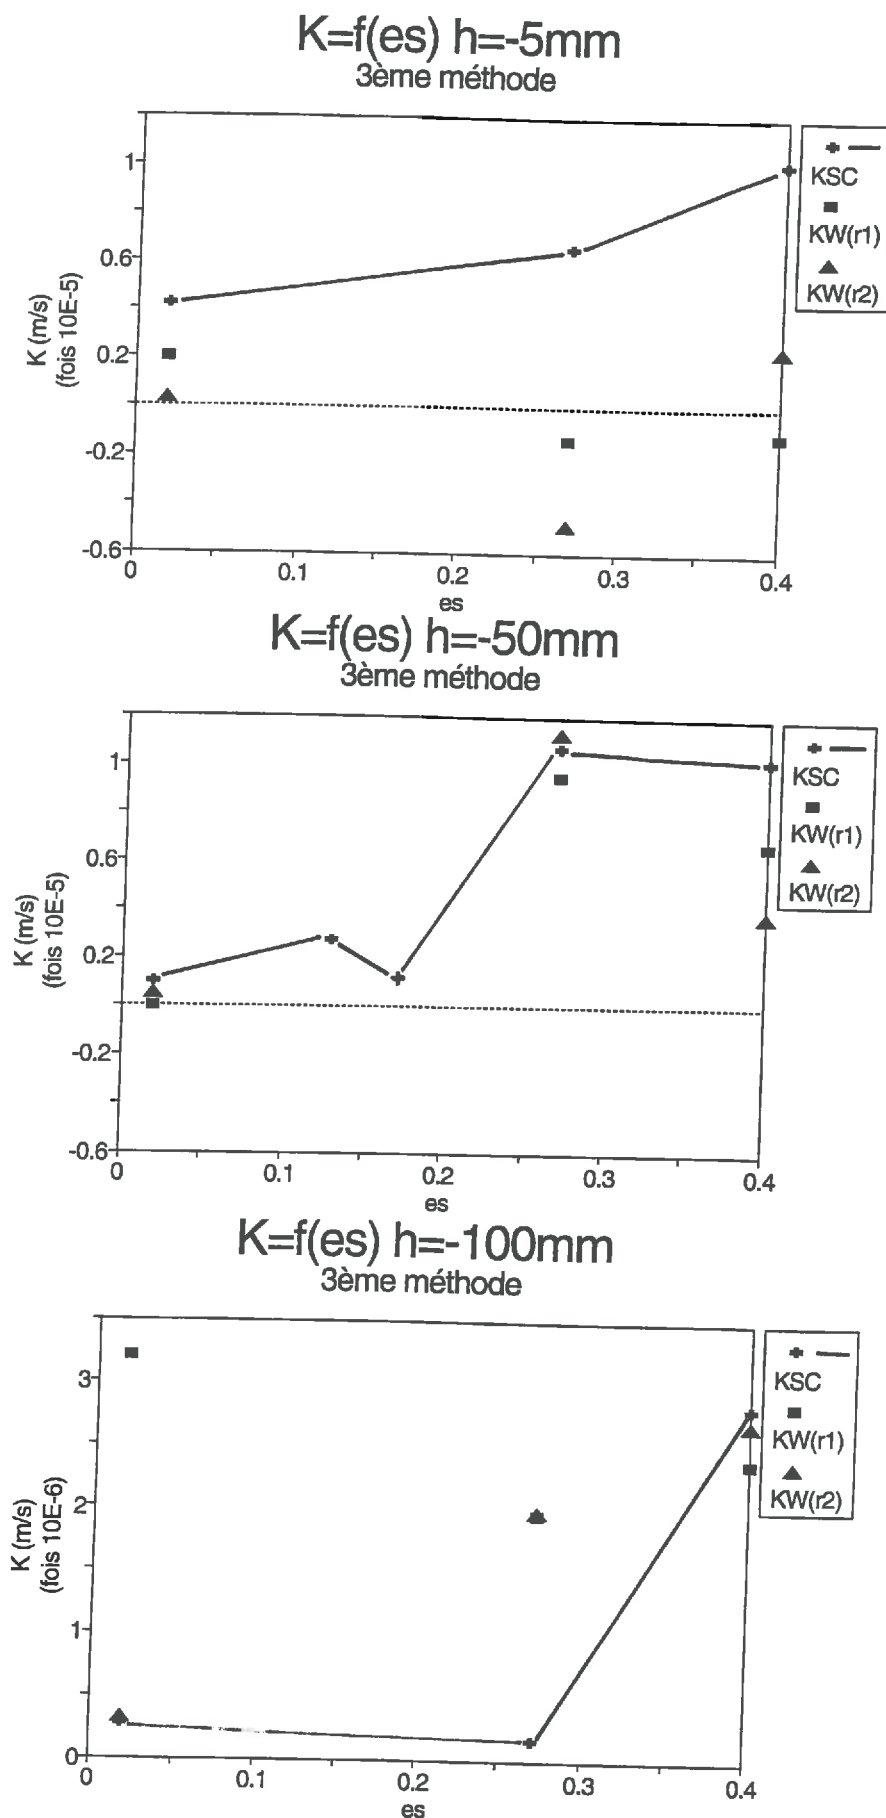 K=f(es) h=-5mm
3ème méthode
1
0.6
0.2
-0.2
-0.6
K (m/s)
(fois 10E-5)
0
0.1
0.2
0.3
0.4
es
KSC
KW(r1)
KW(r2)
K=f(es) h=-50mm
3ème méthode
1
0.6
0.2
-0.2
-0.6
K (m/s)
(fois 10E-5)
0
0.1
0.2
0.3
0.4
es
KSC
KW(r1)
KW(r2)
K=f(es) h=-100mm
3ème méthode
3
2
1
0
K (m/s)
(fois 10E-6)
0
0.1
0.2
0.3
0.4
es
KSC
KW(r1)
KW(r2)